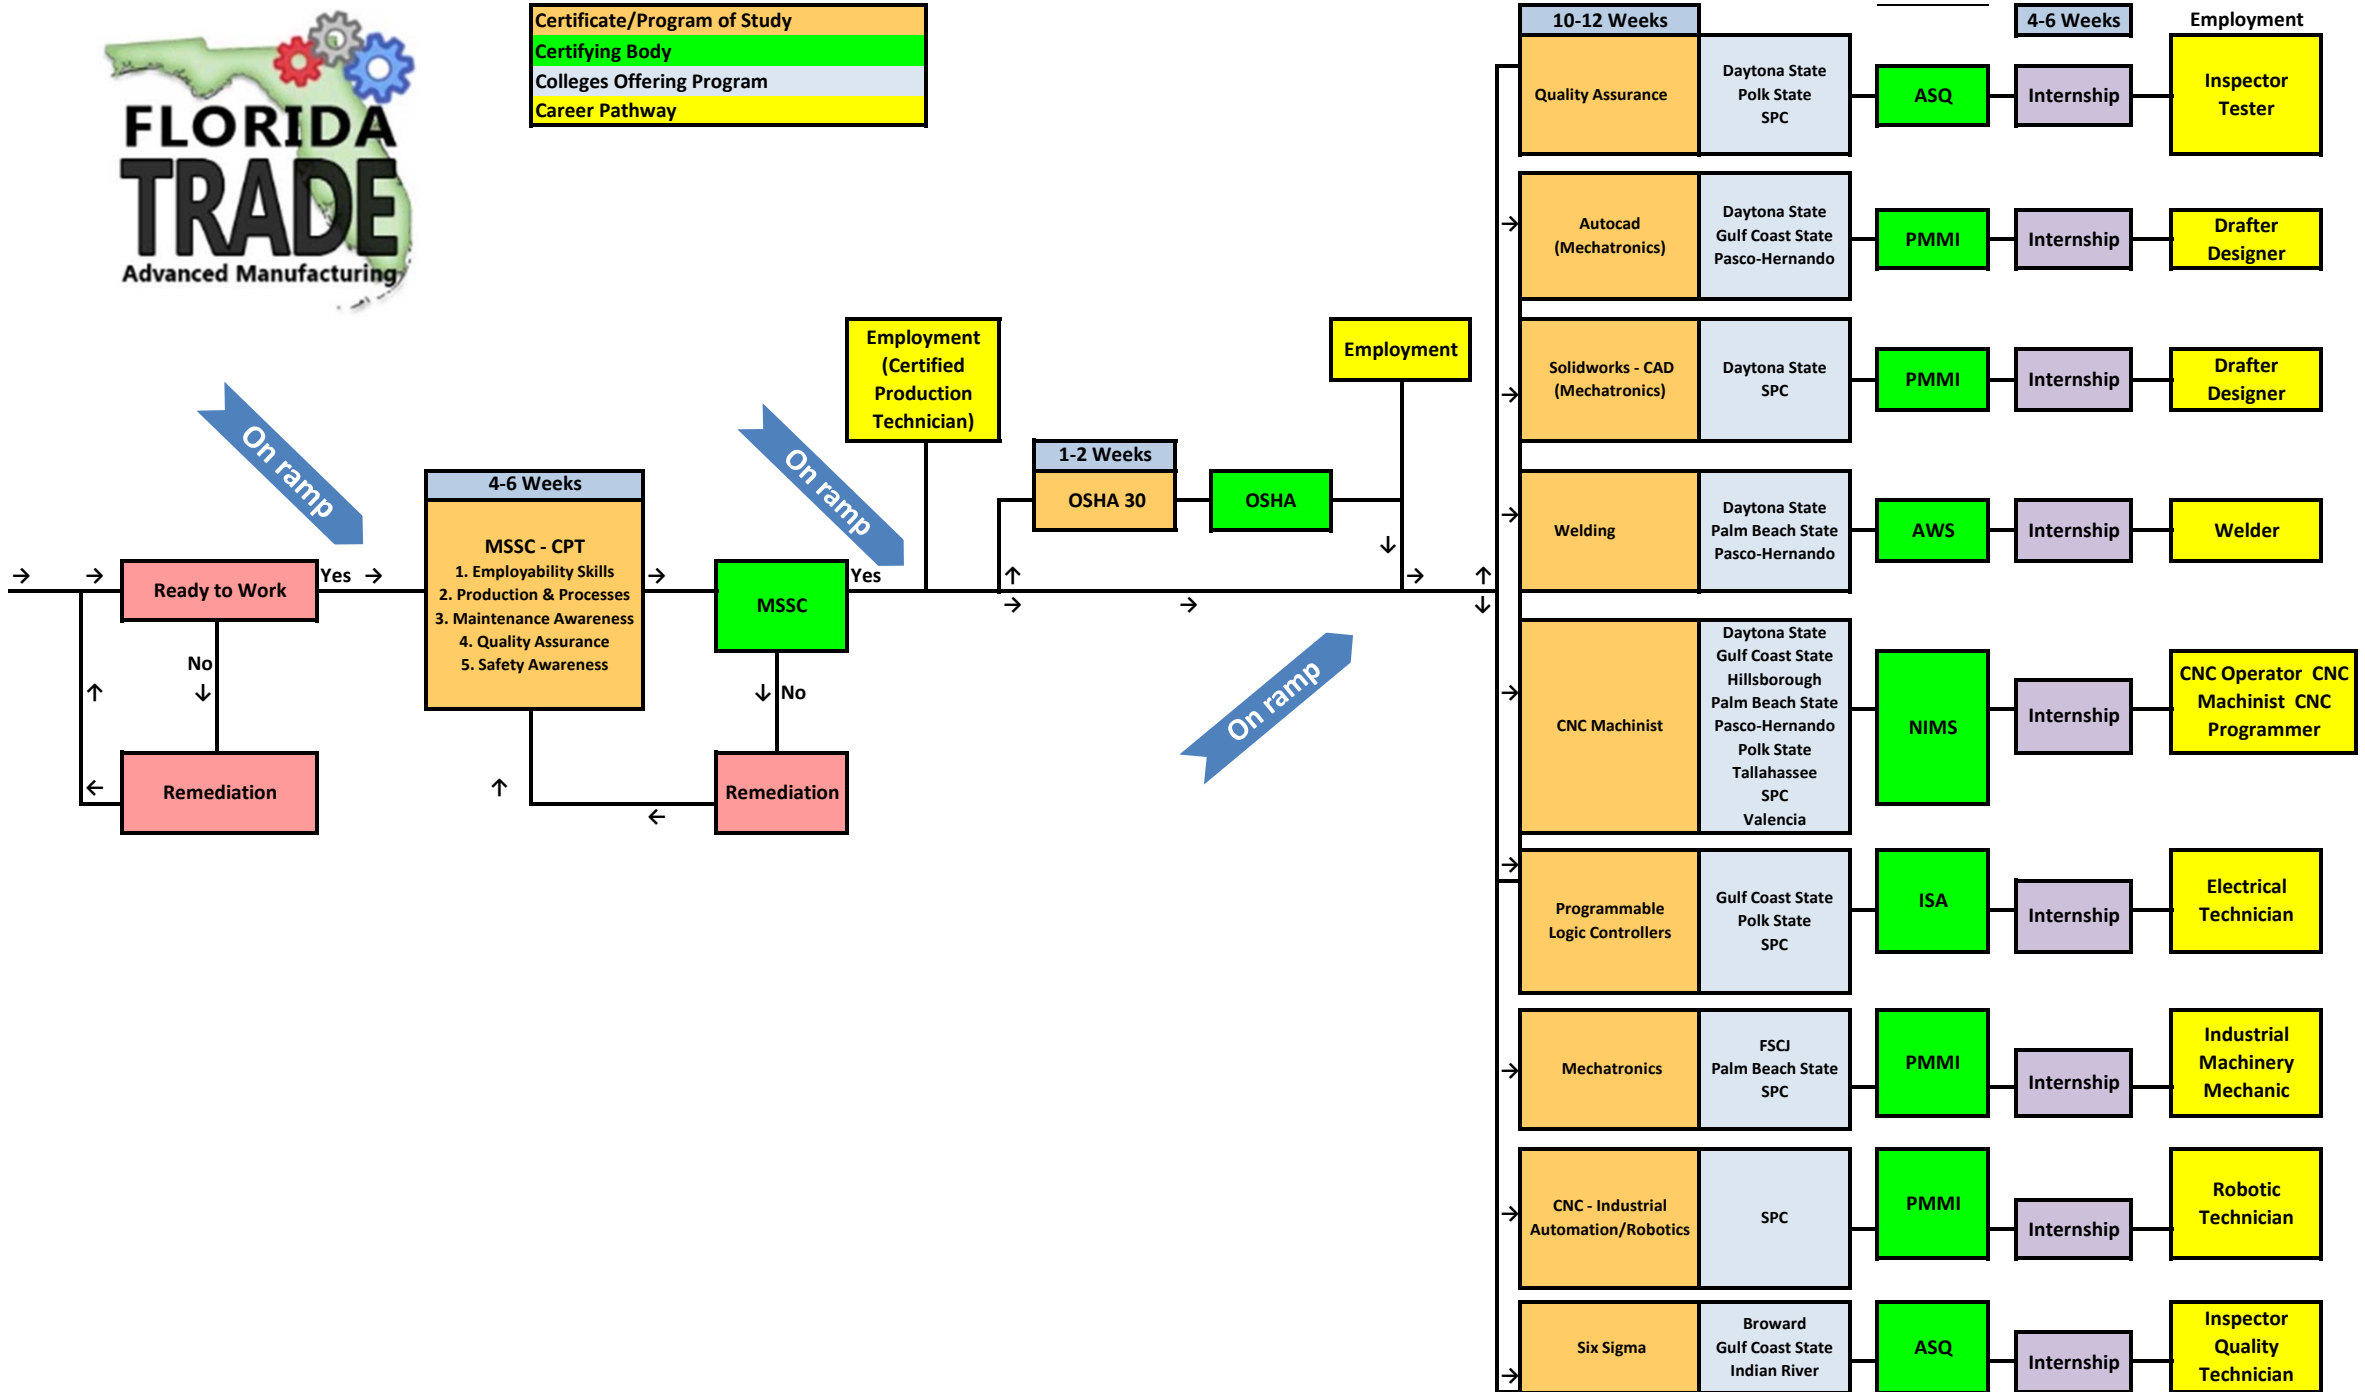 FLORIDA
TRADE
Advanced Manufacturing
Certificate/Program of Study
Certifying Body
Colleges Offering Program
Career Pathway
On ramp
Ready to Work
Yes
No
Remediation
4-6 Weeks
MSSC - CPT
1. Employability Skills
2. Production & Processes
3. Maintenance Awareness
4. Quality Assurance
5. Safety Awareness
On ramp
MSSC
Yes
No
Remediation
Employment
(Certified
Production
Technician)
1-2 Weeks
OSHA 30
OSHA
Employment
On ramp
10-12 Weeks
4-6 Weeks
Employment
Quality Assurance
Daytona State
Polk State
SPC
ASQ
Internship
Inspector
Tester
Autocad
(Mechatronics)
Daytona State
Gulf Coast State
Pasco-Hernando
PMMI
Internship
Drafter
Designer
Solidworks - CAD
(Mechatronics)
Daytona State
SPC
PMMI
Internship
Drafter
Designer
Welding
Daytona State
Palm Beach State
Pasco-Hernando
AWS
Internship
Welder
CNC Machinist
Daytona State
Gulf Coast State
Hillsborough
Palm Beach State
Pasco-Hernando
Polk State
Tallahassee
SPC
Valencia
NIMS
Internship
CNC Operator CNC
Machinist CNC
Programmer
Programmable
Logic Controllers
Gulf Coast State
Polk State
SPC
ISA
Internship
Electrical
Technician
Mechatronics
FSCJ
Palm Beach State
SPC
PMMI
Internship
Industrial
Machinery
Mechanic
CNC - Industrial
Automation/Robotics
SPC
PMMI
Internship
Robotic
Technician
Six Sigma
Broward
Gulf Coast State
Indian River
ASQ
Internship
Inspector
Quality
Technician